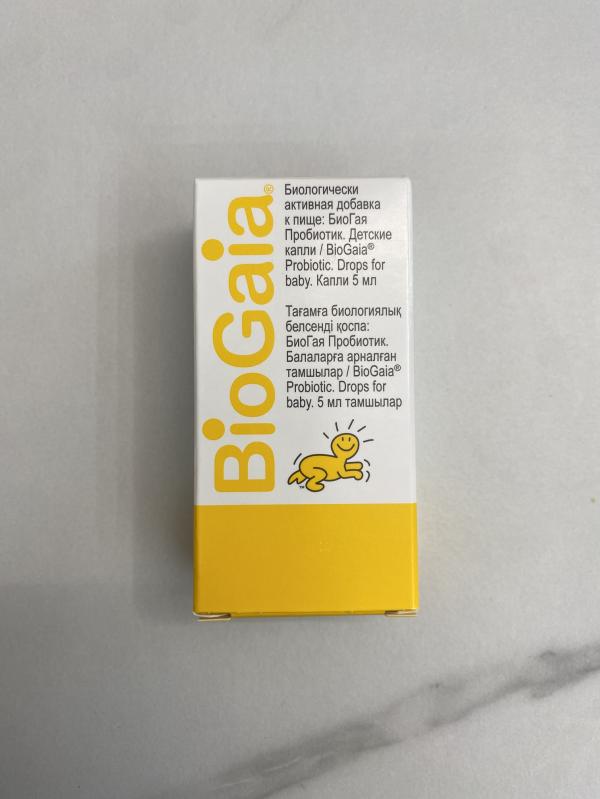 BioGaia®
Биологически
активная добавка
к пище: БиоГая
Пробиотик. Детские
капли / BioGaia®
Probiotic. Drops for
baby. Капли 5 мл
Тағамға биологиялық
белсенді қоспа:
БиоГая Пробиотик.
Балаларға арналған
тамшылар / BioGaia®
Probiotic. Drops for
baby. 5 мл тамшылар
™